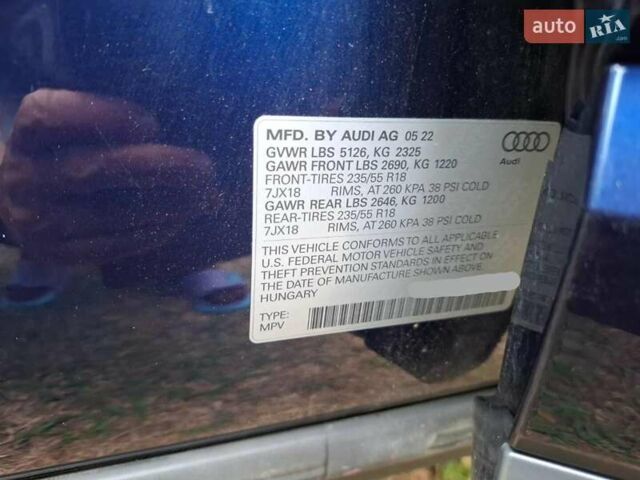 auto RIA
.com
MFD. BY AUDI AG 05 22
GVWR LBS 5126, KG 2325
GAWR FRONT LBS 2690, KG 1220
FRONT-TIRES 235/55 R18
7JX18 RIMS, AT 260 KPA 38 PSI COLD
GAWR REAR LBS 2646, KG 1200
REAR-TIRES 235/55 R18
7JX18 RIMS, AT 260 KPA 38 PSI COLD
THIS VEHICLE CONFORMS TO ALL APPLICABLE
U.S. FEDERAL MOTOR VEHICLE SAFETY AND
THEFT PREVENTION STANDARDS IN EFFECT ON
THE DATE OF MANUFACTURE SHOWN ABOVE.
HUNGARY
TYPE:
MPV
Audi